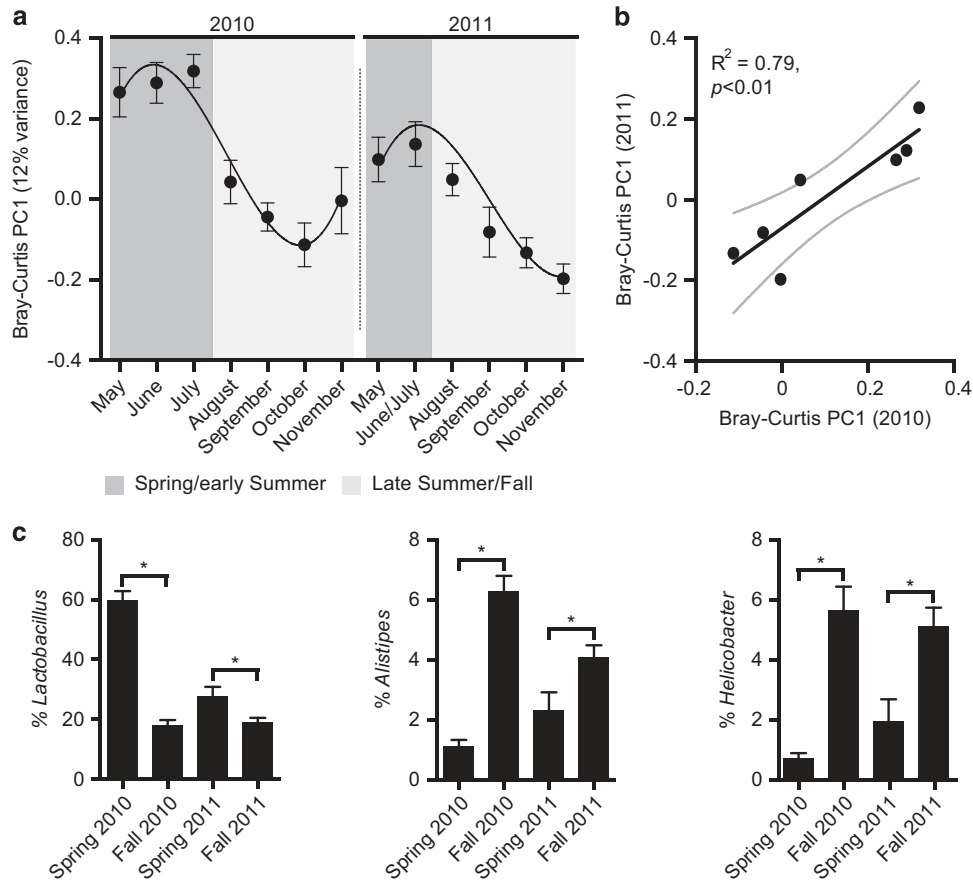 a
2010
2011
Bray-Curtis PC1 (12% variance)
0.4
0.2
0.0
-0.2
-0.4
May
June
July
August
September
October
November
May
June/July
August
September
October
November
Spring/early Summer
Late Summer/Fall
b
R² = 0.79,
p<0.01
Bray-Curtis PC1 (2011)
0.4
0.2
0
-0.2
-0.4
-0.2
0
0.2
0.4
Bray-Curtis PC1 (2010)
c
% Lactobacillus
80
60
40
20
0
*
*
Spring 2010
Fall 2010
Spring 2011
Fall 2011
% Alistipes
8
6
4
2
0
*
*
Spring 2010
Fall 2010
Spring 2011
Fall 2011
% Helicobacter
8
6
4
2
0
*
*
Spring 2010
Fall 2010
Spring 2011
Fall 2011